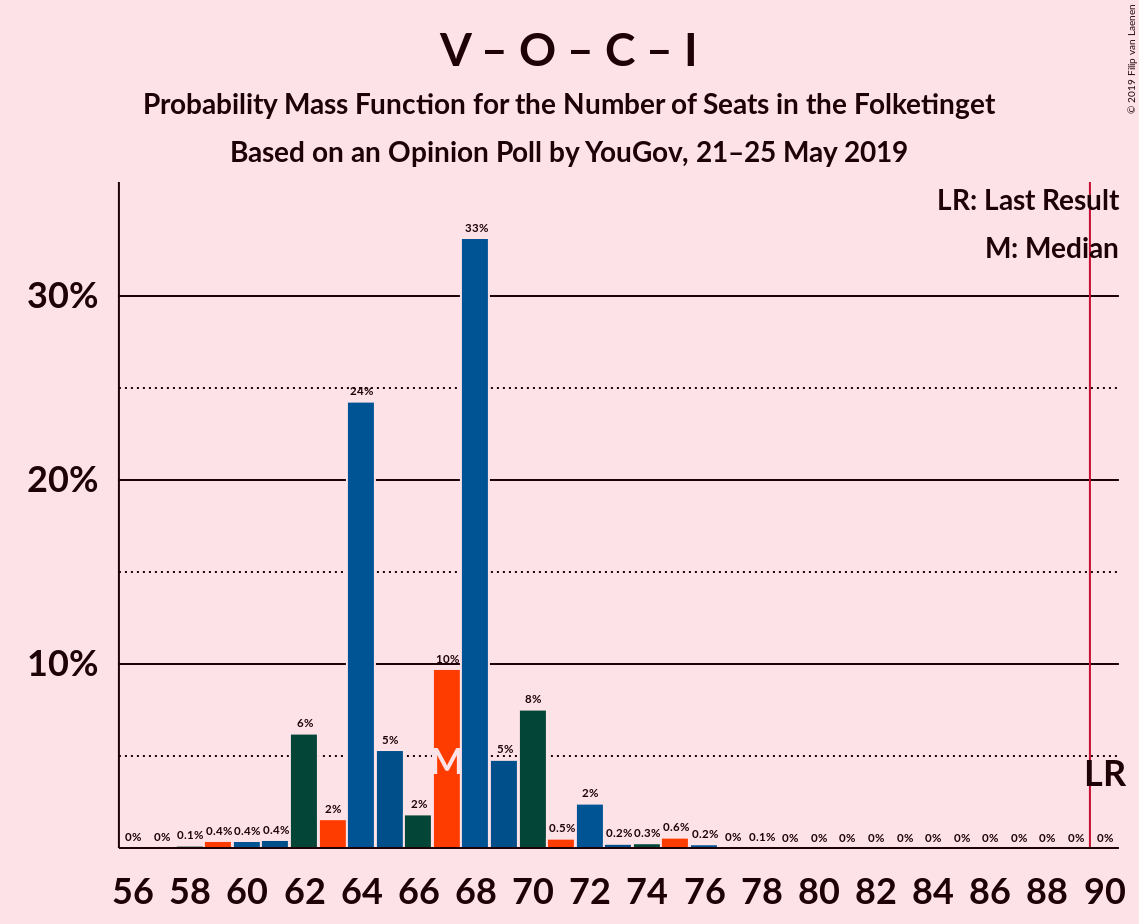 V – O – C – I
Probability Mass Function for the Number of Seats in the Folketinget
Based on an Opinion Poll by YouGov, 21–25 May 2019
© 2019 Filip van Laenen
LR: Last Result
M: Median
30%
20%
10%
0% 0% 0.1% 0.4% 0.4% 0.4% 6% 2% 24% 5% 2% 10% 33% 5% 8% 0.5% 2% 0.2% 0.3% 0.6% 0.2% 0% 0.1% 0% 0% 0% 0% 0% 0% 0% 0% 0% 0% 0% 0%
M
LR
56 58 60 62 64 66 68 70 72 74 76 78 80 82 84 86 88 90